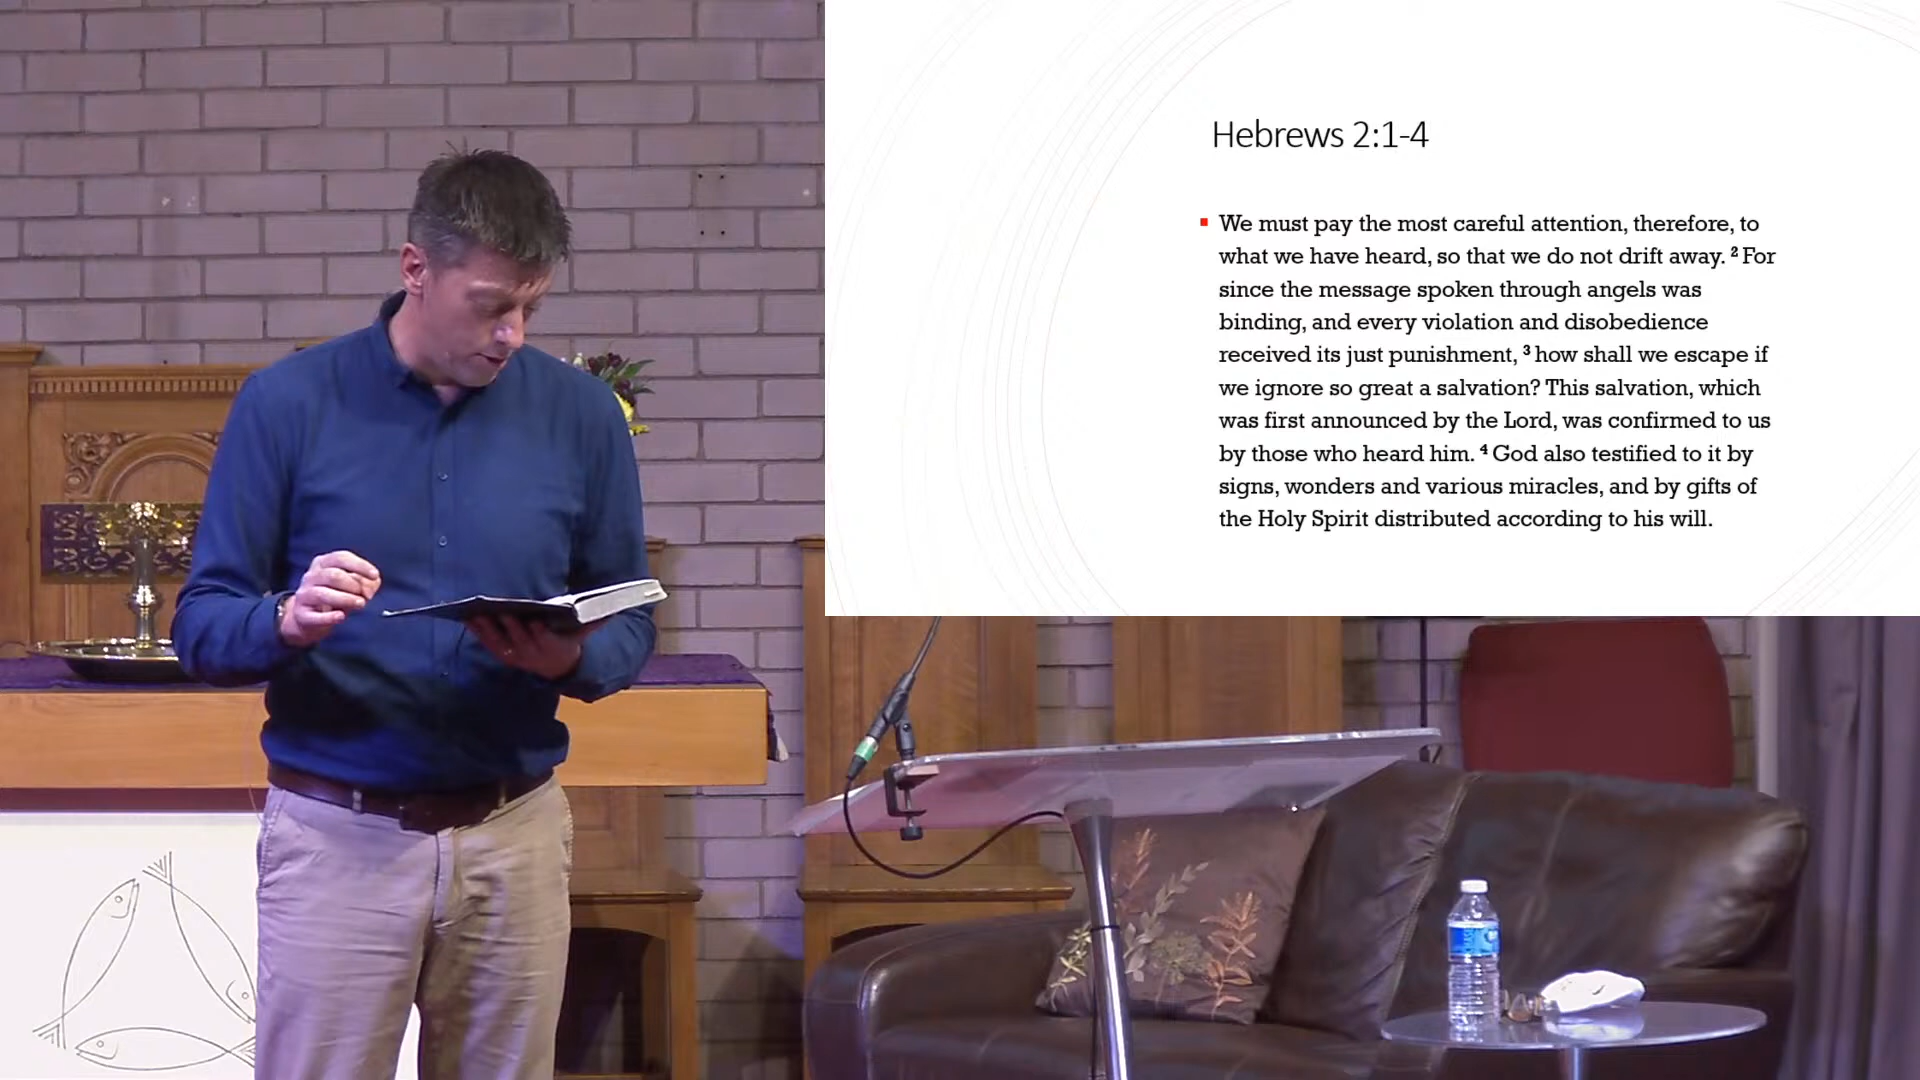 Hebrews 2:1-4
We must pay the most careful attention, therefore, to
what we have heard, so that we do not drift away. ² For
since the message spoken through angels was
binding, and every violation and disobedience
received its just punishment, ³ how shall we escape if
we ignore so great a salvation? This salvation, which
was first announced by the Lord, was confirmed to us
by those who heard him. ⁴ God also testified to it by
signs, wonders and various miracles, and by gifts of
the Holy Spirit distributed according to his will.